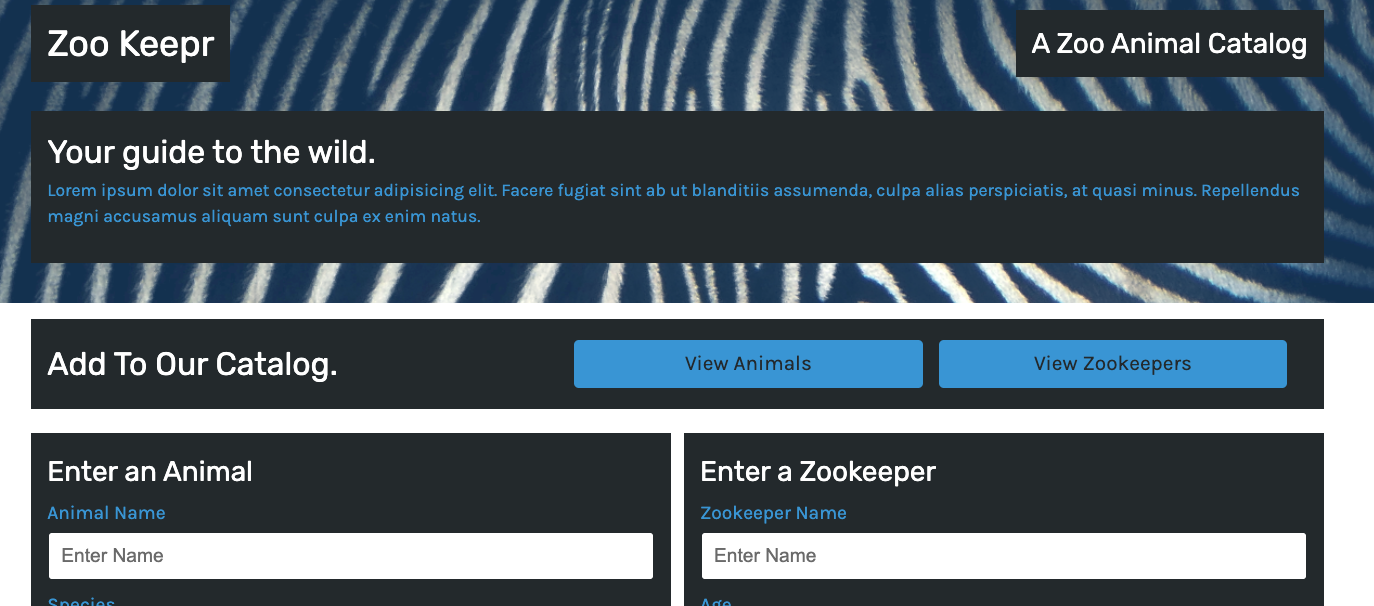 Zoo Keepr
A Zoo Animal Catalog
Your guide to the wild.
Lorem ipsum dolor sit amet consectetur adipisicing elit. Facere fugiat sint ab ut blanditiis assumenda, culpa alias perspiciatis, at quasi minus. Repellendus
magni accusamus aliquam sunt culpa ex enim natus.
Add To Our Catalog.
View Animals
View Zookeepers
Enter an Animal
Animal Name
Enter Name
Species
Enter a Zookeeper
Zookeeper Name
Enter Name
Age